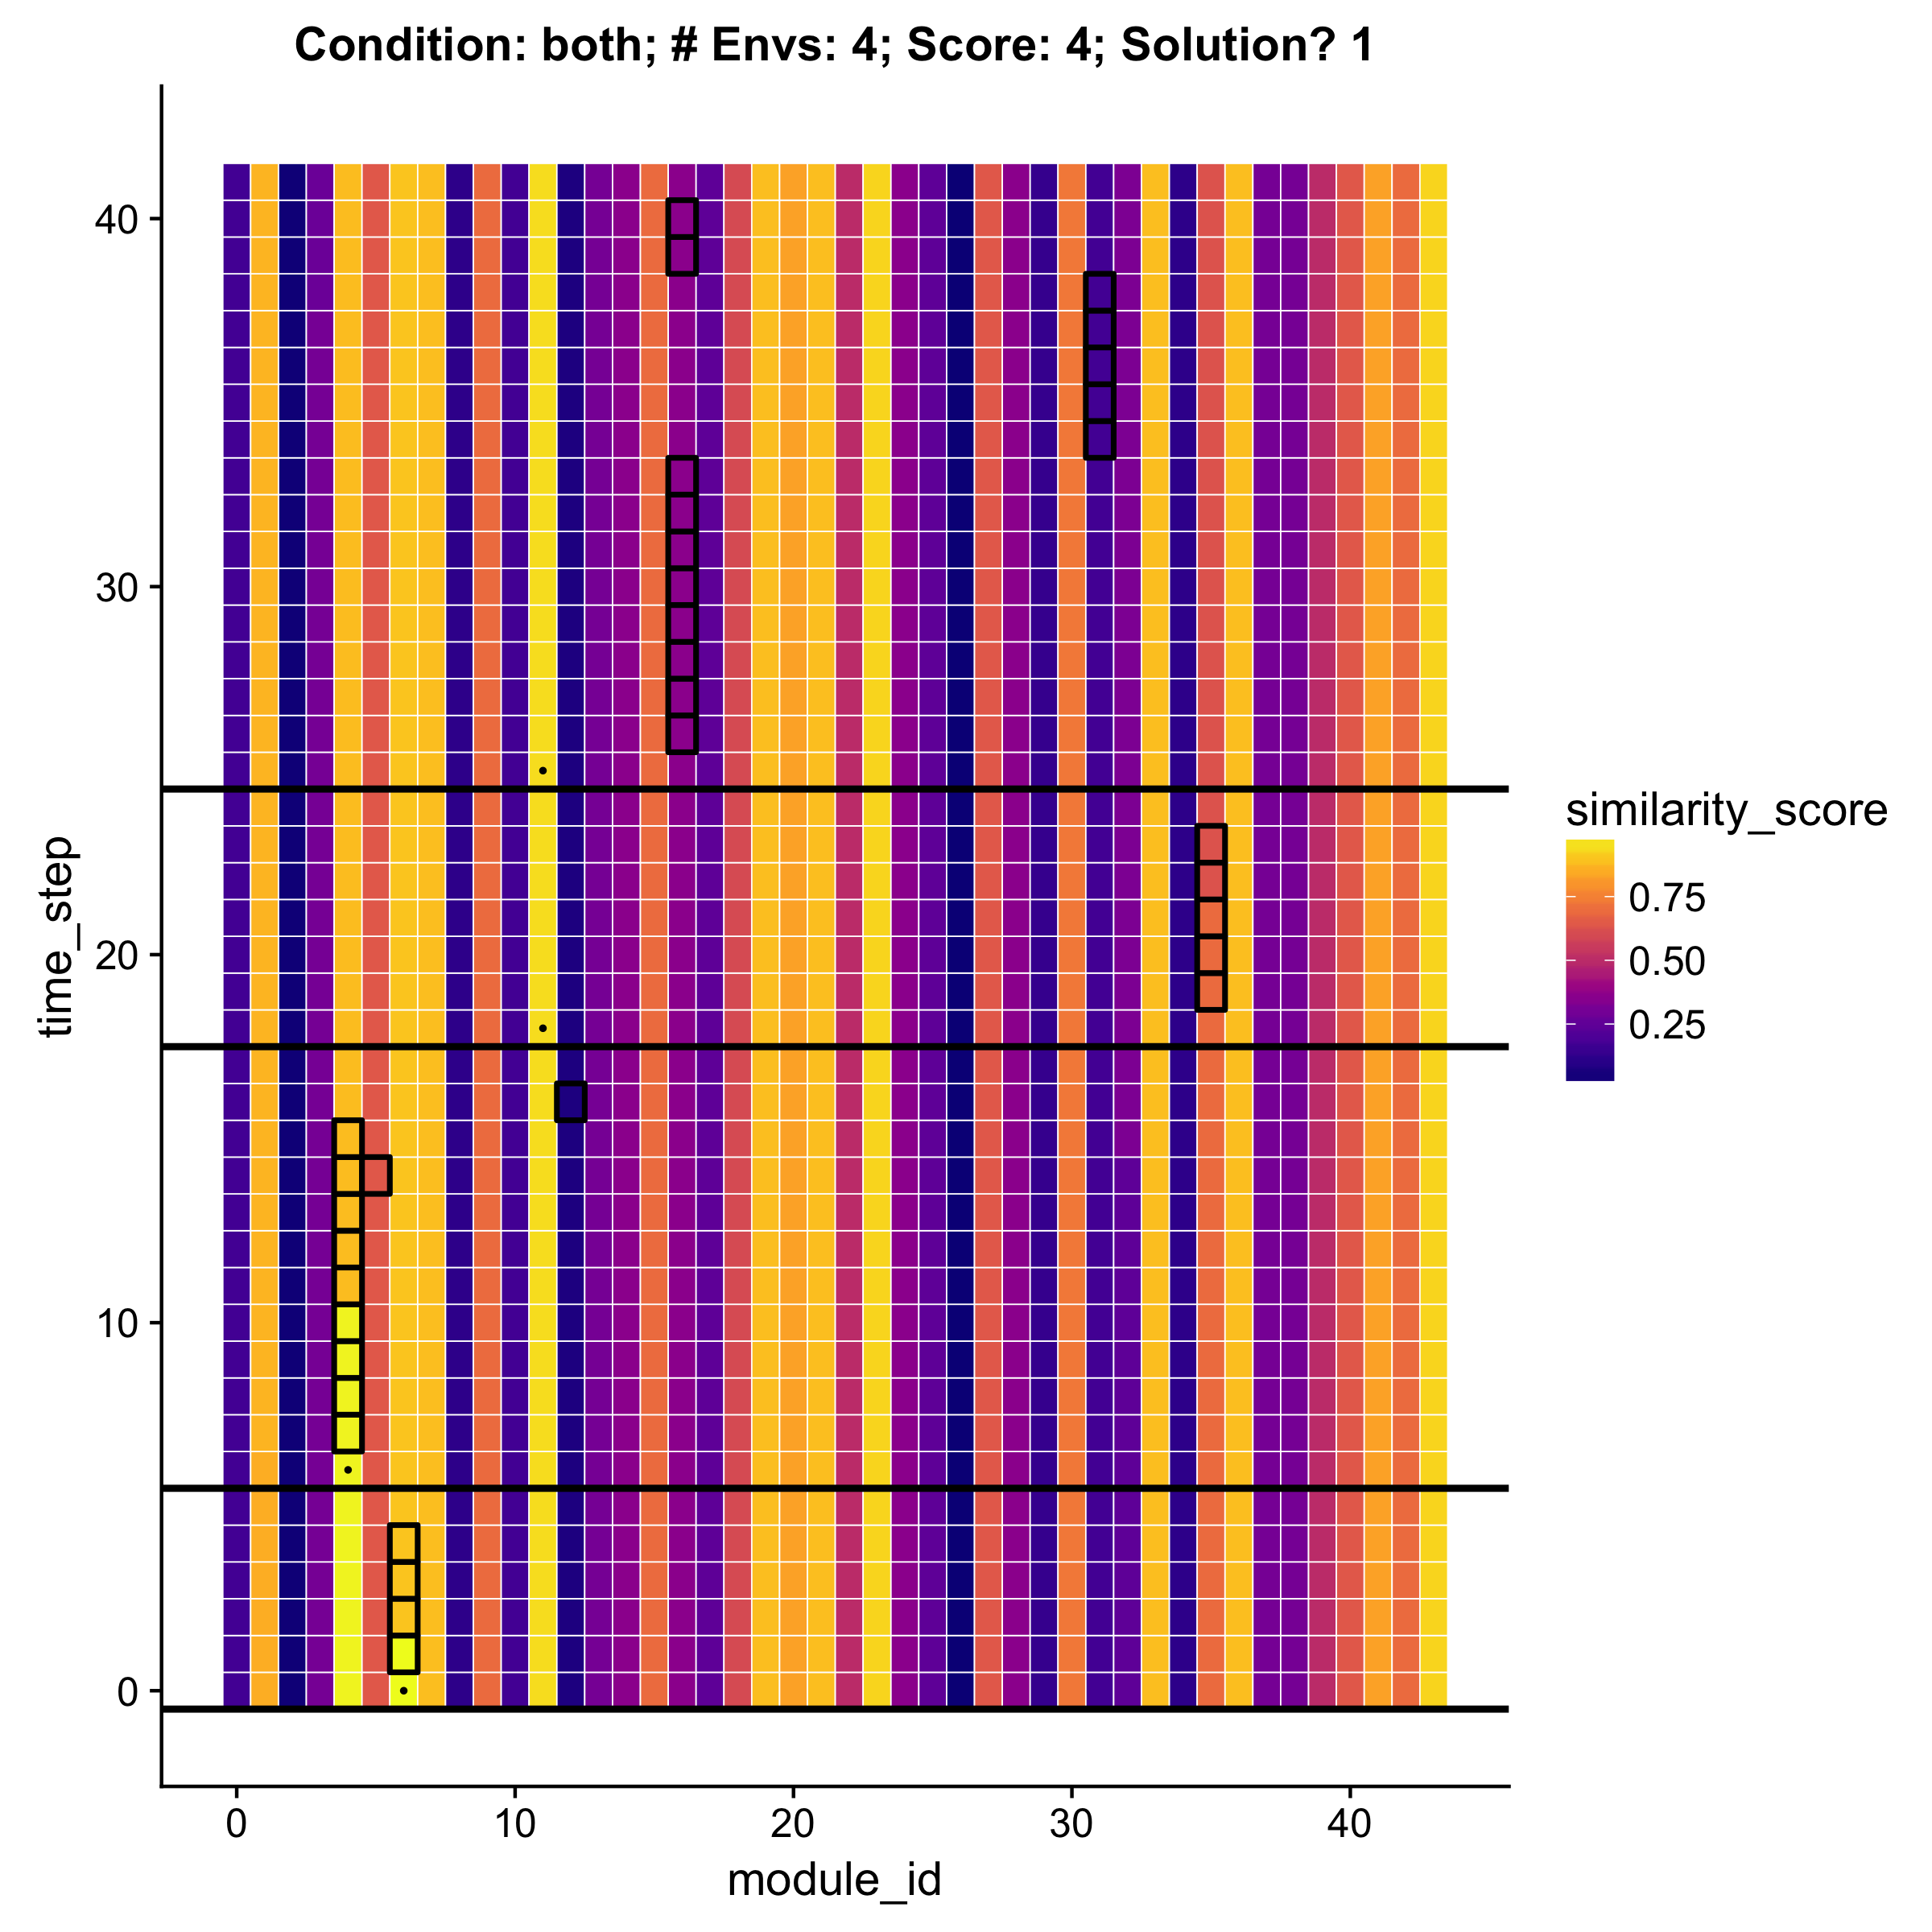 Condition: both; # Envs: 4; Score: 4; Solution? 1
time_step
40
30
20
10
0
0 10 20 30 40
module_id
similarity_score
0.75
0.50
0.25